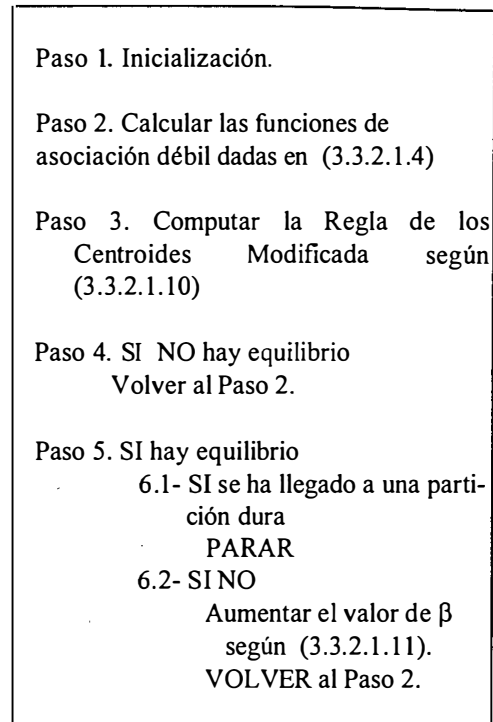 Paso 1. Inicialización.
Paso 2. Calcular las funciones de
asociación débil dadas en (3.3.2.1.4)
Paso 3. Computar la Regla de los
Centroides Modificada según
(3.3.2.1.10)
Paso 4. SI NO hay equilibrio
Volver al Paso 2.
Paso 5. SI hay equilibrio
6.1- SI se ha llegado a una parti-
ción dura
PARAR
6.2- SI NO
Aumentar el valor de β
según (3.3.2.1.11).
VOLVER al Paso 2.